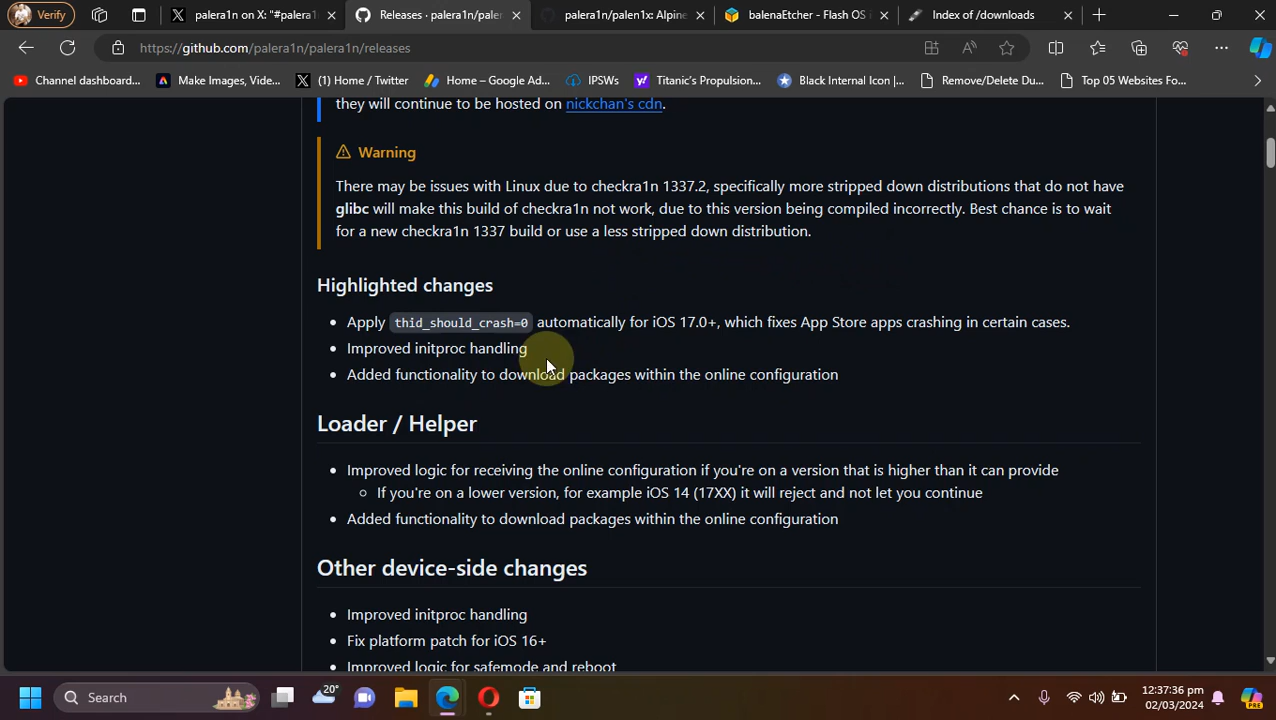 palera1n on X: "#palera1
Releases · palera1n/paler
palera1n/palen1x: Alpine
balenaEtcher - Flash OS i
Index of /downloads
Verify
https://github.com/palera1n/palera1n/releases
Channel dashboard...
Make Images, Vide...
(1) Home / Twitter
Home – Google Ad...
IPSWs
Titanic's Propulsion...
Black Internal Icon |...
Remove/Delete Du...
Top 05 Websites Fo...
they will continue to be hosted on nickchan's cdn.
Warning
There may be issues with Linux due to checkra1n 1337.2, specifically more stripped down distributions that do not have
glibc will make this build of checkra1n not work, due to this version being compiled incorrectly. Best chance is to wait
for a new checkra1n 1337 build or use a less stripped down distribution.
Highlighted changes
• Apply thid_should_crash=0 automatically for iOS 17.0+, which fixes App Store apps crashing in certain cases.
• Improved initproc handling
• Added functionality to download packages within the online configuration
Loader / Helper
• Improved logic for receiving the online configuration if you're on a version that is higher than it can provide
○ If you're on a lower version, for example iOS 14 (17XX) it will reject and not let you continue
• Added functionality to download packages within the online configuration
Other device-side changes
• Improved initproc handling
• Fix platform patch for iOS 16+
• Improved logic for safemode and reboot
Search
20°
12:37:36 pm
02/03/2024
PRE